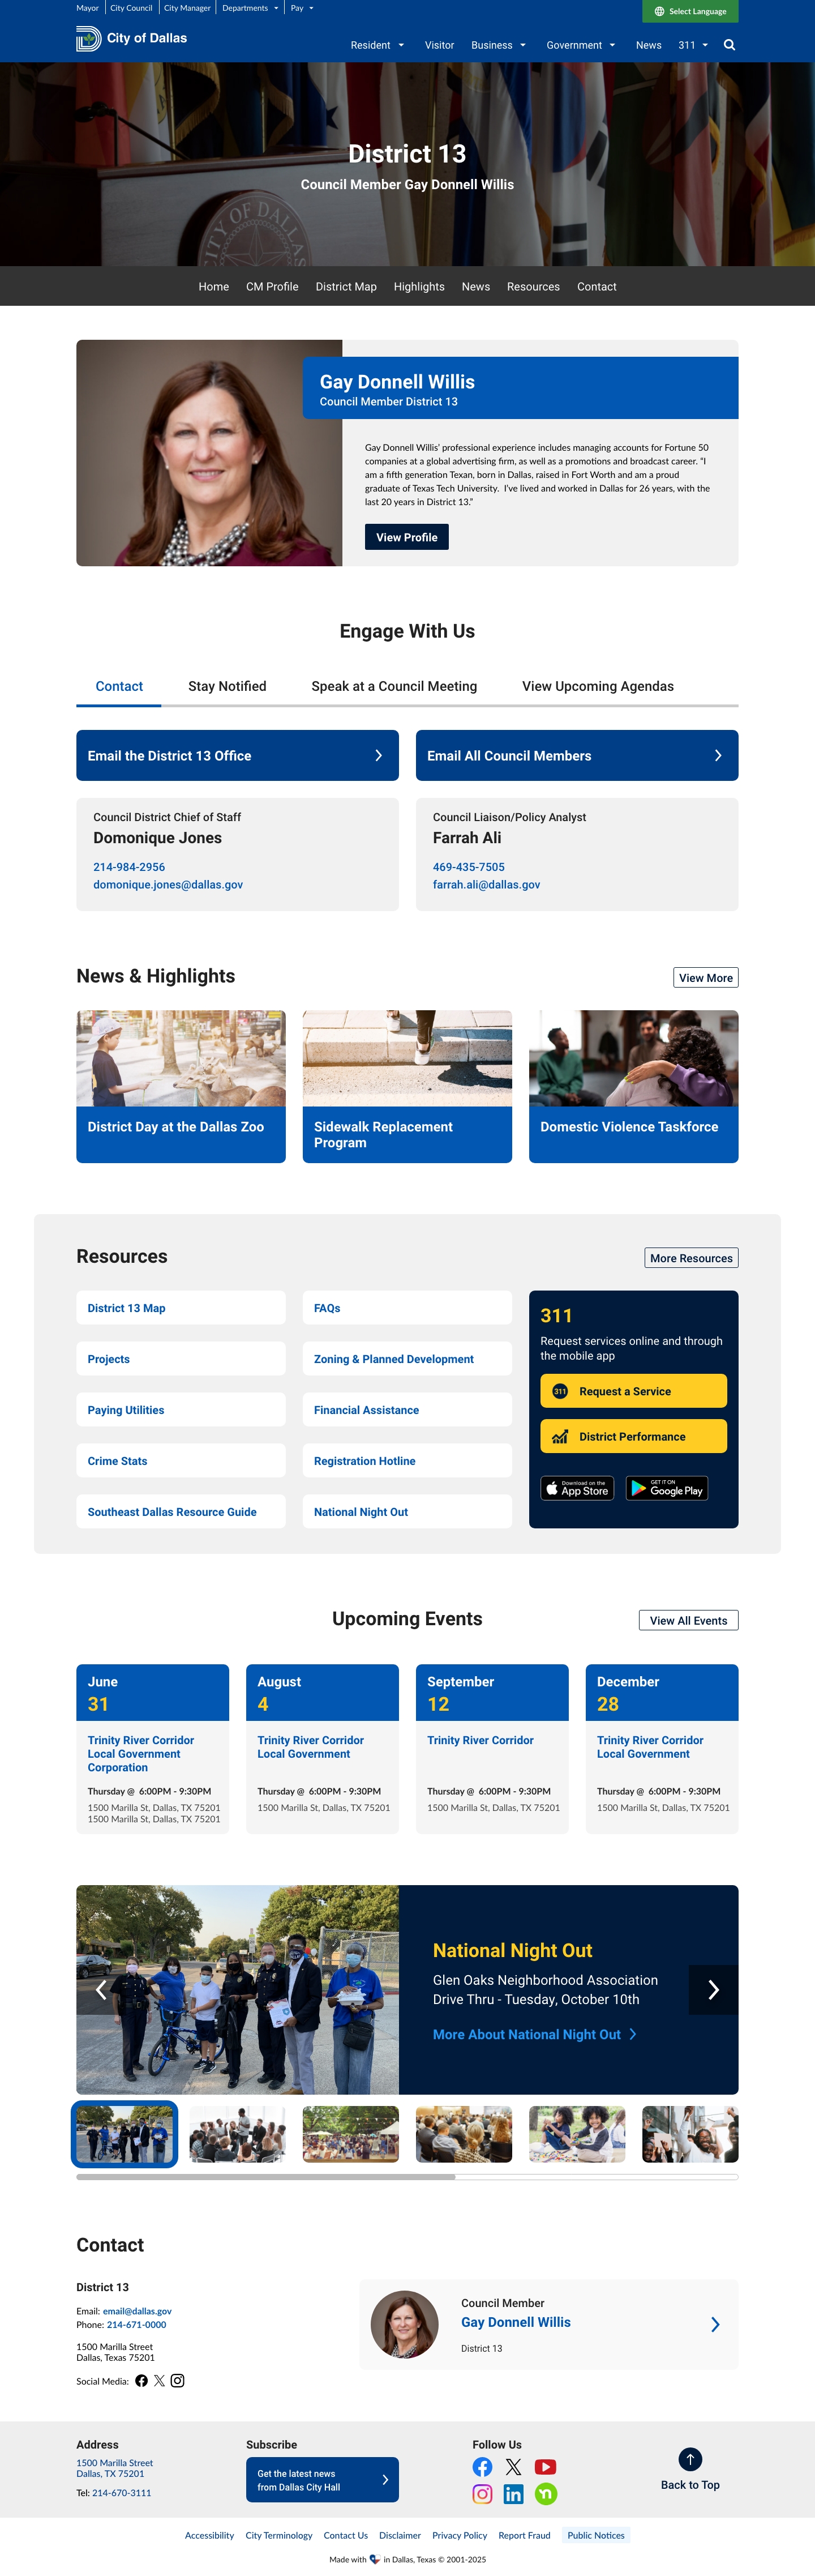 Mayor
City Council
City Manager
Departments
Pay
Select Language
City of Dallas
Resident
Visitor
Business
Government
News
311
CITY OF DALLAS
District 13
Council Member Gay Donnell Willis
Home
CM Profile
District Map
Highlights
News
Resources
Contact
Gay Donnell Willis
Council Member District 13
Gay Donnell Willis' professional experience includes managing accounts for Fortune 50
companies at a global advertising firm, as well as a promotions and broadcast career. "I
am a fifth generation Texan, born in Dallas, raised in Fort Worth and am a proud
graduate of Texas Tech University.  I've lived and worked in Dallas for 26 years, with the
last 20 years in District 13."
View Profile
Engage With Us
Contact
Stay Notified
Speak at a Council Meeting
View Upcoming Agendas
Email the District 13 Office
Email All Council Members
Council District Chief of Staff
Domonique Jones
214-984-2956
domonique.jones@dallas.gov
Council Liaison/Policy Analyst
Farrah Ali
469-435-7505
farrah.ali@dallas.gov
News & Highlights
View More
District Day at the Dallas Zoo
Sidewalk Replacement
Program
Domestic Violence Taskforce
Resources
More Resources
District 13 Map
FAQs
Projects
Zoning & Planned Development
Paying Utilities
Financial Assistance
Crime Stats
Registration Hotline
Southeast Dallas Resource Guide
National Night Out
311
Request services online and through
the mobile app
311
Request a Service
District Performance
Download on the
App Store
GET IT ON
Google Play
Upcoming Events
View All Events
June
31
Trinity River Corridor
Local Government
Corporation
Thursday @  6:00PM - 9:30PM
1500 Marilla St, Dallas, TX 75201
1500 Marilla St, Dallas, TX 75201
August
4
Trinity River Corridor
Local Government
Thursday @  6:00PM - 9:30PM
1500 Marilla St, Dallas, TX 75201
September
12
Trinity River Corridor
Thursday @  6:00PM - 9:30PM
1500 Marilla St, Dallas, TX 75201
December
28
Trinity River Corridor
Local Government
Thursday @  6:00PM - 9:30PM
1500 Marilla St, Dallas, TX 75201
National Night Out
Glen Oaks Neighborhood Association
Drive Thru - Tuesday, October 10th
More About National Night Out
Contact
District 13
Email: email@dallas.gov
Phone: 214-671-0000
1500 Marilla Street
Dallas, Texas 75201
Social Media:
Council Member
Gay Donnell Willis
District 13
Address
1500 Marilla Street
Dallas, TX 75201
Tel: 214-670-3111
Subscribe
Get the latest news
from Dallas City Hall
Follow Us
Back to Top
Accessibility
City Terminology
Contact Us
Disclaimer
Privacy Policy
Report Fraud
Public Notices
Made with in Dallas, Texas © 2001-2025